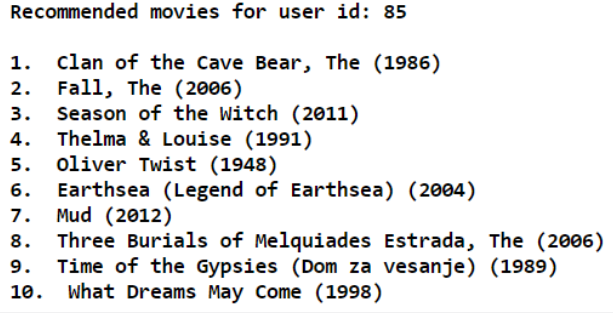 Recommended movies for user id: 85
1. Clan of the Cave Bear, The (1986)
2. Fall, The (2006)
3. Season of the Witch (2011)
4. Thelma & Louise (1991)
5. Oliver Twist (1948)
6. Earthsea (Legend of Earthsea) (2004)
7. Mud (2012)
8. Three Burials of Melquiades Estrada, The (2006)
9. Time of the Gypsies (Dom za vesanje) (1989)
10. What Dreams May Come (1998)